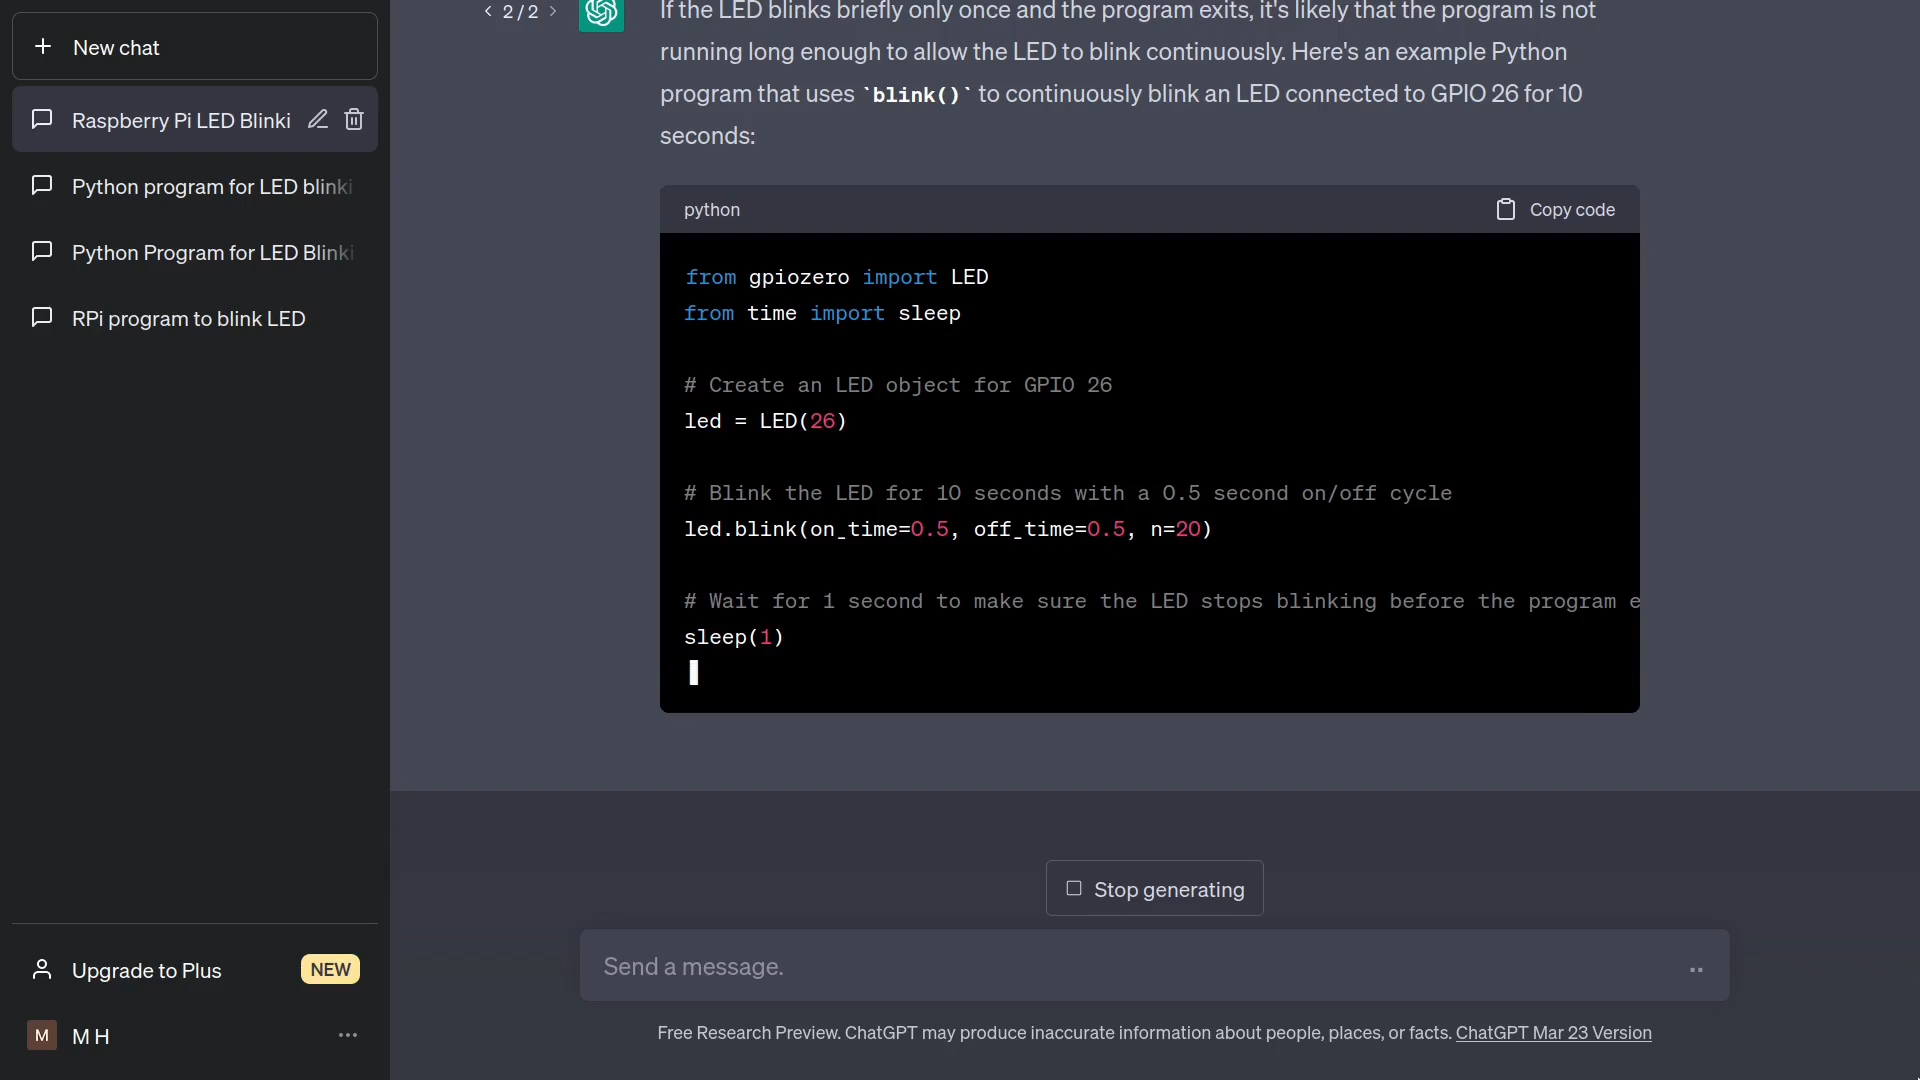 New chat
Raspberry Pi LED Blinki
Python program for LED blinki
Python Program for LED Blinki
RPi program to blink LED
Upgrade to Plus NEW
M M H
2 / 2
If the LED blinks briefly only once and the program exits, it's likely that the program is not
running long enough to allow the LED to blink continuously. Here's an example Python
program that uses `blink()` to continuously blink an LED connected to GPIO 26 for 10
seconds:
python Copy code
from gpiozero import LED
from time import sleep
# Create an LED object for GPIO 26
led = LED(26)
# Blink the LED for 10 seconds with a 0.5 second on/off cycle
led.blink(on_time=0.5, off_time=0.5, n=20)
# Wait for 1 second to make sure the LED stops blinking before the program e
sleep(1)
Stop generating
Send a message.
Free Research Preview. ChatGPT may produce inaccurate information about people, places, or facts. ChatGPT Mar 23 Version